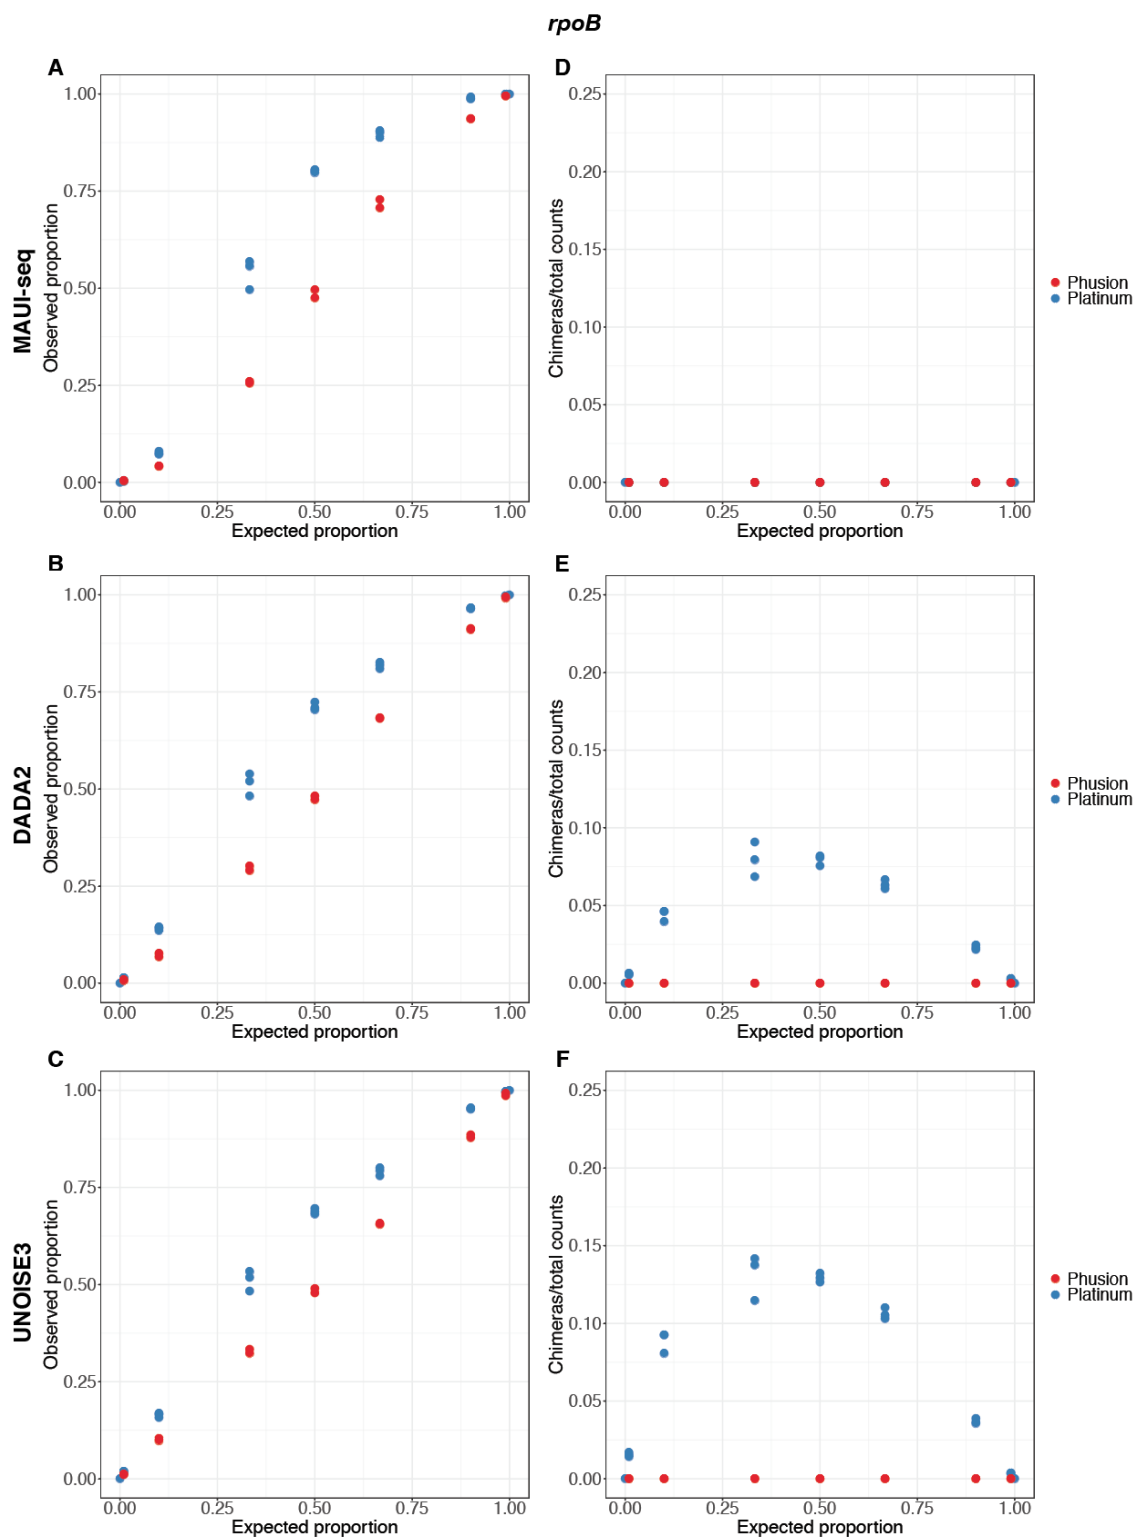 rpoB
A
D
MAUI-seq
Observed proportion
1.00
0.75
0.50
0.25
0.00
0.00 0.25 0.50 0.75 1.00
Expected proportion
Chimeras/total counts
0.25
0.20
0.15
0.10
0.05
0.00
0.00 0.25 0.50 0.75 1.00
Expected proportion
Phusion
Platinum
B
E
DADA2
Observed proportion
1.00
0.75
0.50
0.25
0.00
0.00 0.25 0.50 0.75 1.00
Expected proportion
Chimeras/total counts
0.25
0.20
0.15
0.10
0.05
0.00
0.00 0.25 0.50 0.75 1.00
Expected proportion
Phusion
Platinum
C
F
UNOISE3
Observed proportion
1.00
0.75
0.50
0.25
0.00
0.00 0.25 0.50 0.75 1.00
Expected proportion
Chimeras/total counts
0.25
0.20
0.15
0.10
0.05
0.00
0.00 0.25 0.50 0.75 1.00
Expected proportion
Phusion
Platinum